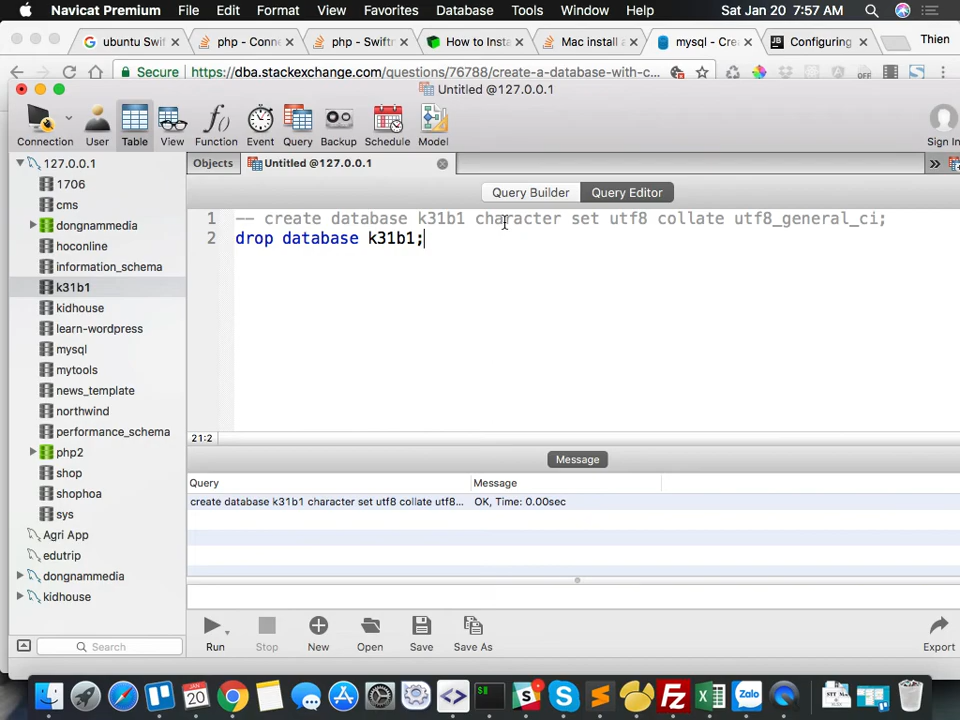 Navicat Premium File Edit Format View Favorites Database Tools Window Help Sat Jan 20 7:57 AM
ubuntu Swif php - Conne php - Swiftm How to Insta Mac install a mysql - Crea Configuring Thien
Secure https://dba.stackexchange.com/questions/76788/create-a-database-with-c...
Untitled @127.0.0.1
Connection User Table View Function Event Query Backup Schedule Model Sign In
127.0.0.1
1706
cms
dongnammedia
hoconline
information_schema
k31b1
kidhouse
learn-wordpress
mysql
mytools
news_template
northwind
performance_schema
php2
shop
shophoa
sys
Agri App
edutrip
dongnammedia
kidhouse
Search
Objects Untitled @127.0.0.1
Query Builder Query Editor
1 -- create database k31b1 character set utf8 collate utf8_general_ci;
2 drop database k31b1;
21:2
Message
Query Message
create database k31b1 character set utf8 collate utf8... OK, Time: 0.00sec
Run Stop New Open Save Save As Export